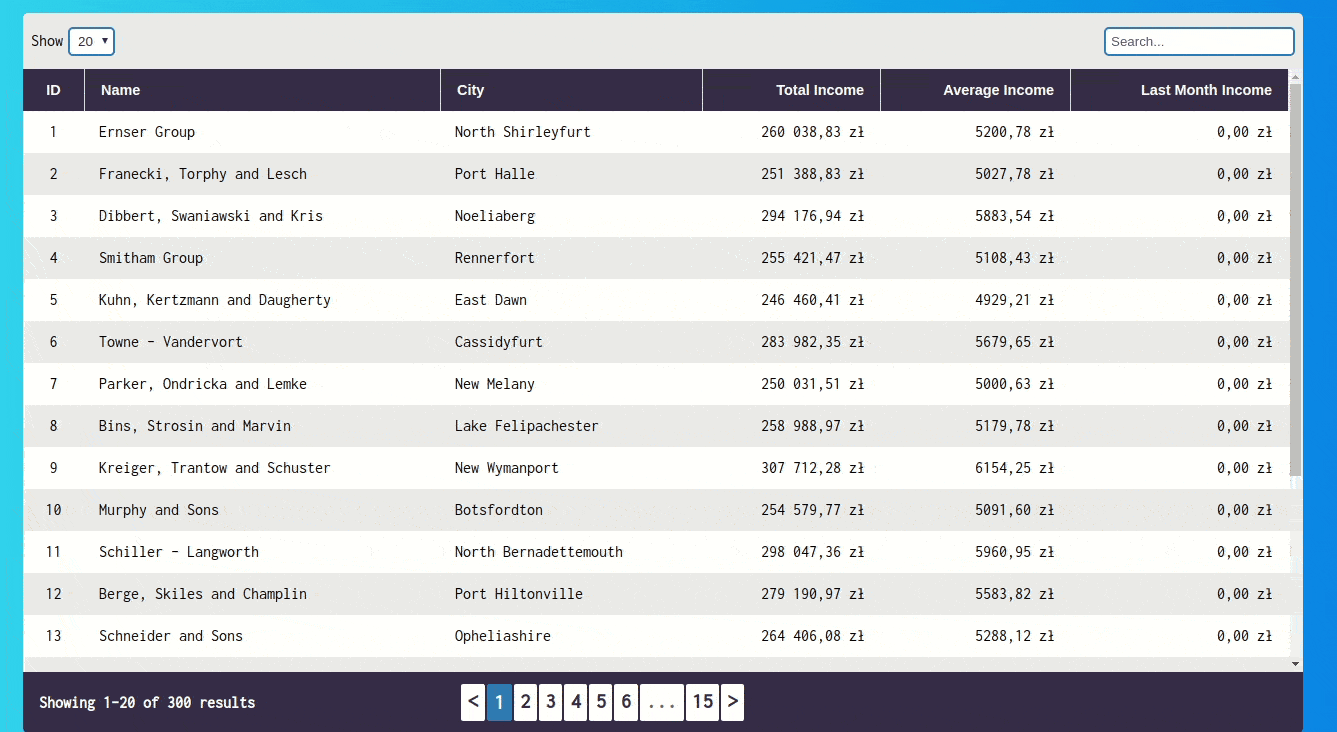 Show 20 ▼ Search...
ID Name City Total Income Average Income Last Month Income
1 Ernser Group North Shirleyfurt 260 038,83 zł 5200,78 zł 0,00 zł
2 Franecki, Torphy and Lesch Port Halle 251 388,83 zł 5027,78 zł 0,00 zł
3 Dibbert, Swaniawski and Kris Noeliaberg 294 176,94 zł 5883,54 zł 0,00 zł
4 Smitham Group Rennerfort 255 421,47 zł 5108,43 zł 0,00 zł
5 Kuhn, Kertzmann and Daugherty East Dawn 246 460,41 zł 4929,21 zł 0,00 zł
6 Towne - Vandervort Cassidyfurt 283 982,35 zł 5679,65 zł 0,00 zł
7 Parker, Ondricka and Lemke New Melany 250 031,51 zł 5000,63 zł 0,00 zł
8 Bins, Strosin and Marvin Lake Felipachester 258 988,97 zł 5179,78 zł 0,00 zł
9 Kreiger, Trantow and Schuster New Wymanport 307 712,28 zł 6154,25 zł 0,00 zł
10 Murphy and Sons Botsfordton 254 579,77 zł 5091,60 zł 0,00 zł
11 Schiller - Langworth North Bernadettemouth 298 047,36 zł 5960,95 zł 0,00 zł
12 Berge, Skiles and Champlin Port Hiltonville 279 190,97 zł 5583,82 zł 0,00 zł
13 Schneider and Sons Opheliashire 264 406,08 zł 5288,12 zł 0,00 zł
Showing 1-20 of 300 results < 1 2 3 4 5 6 ... 15 >